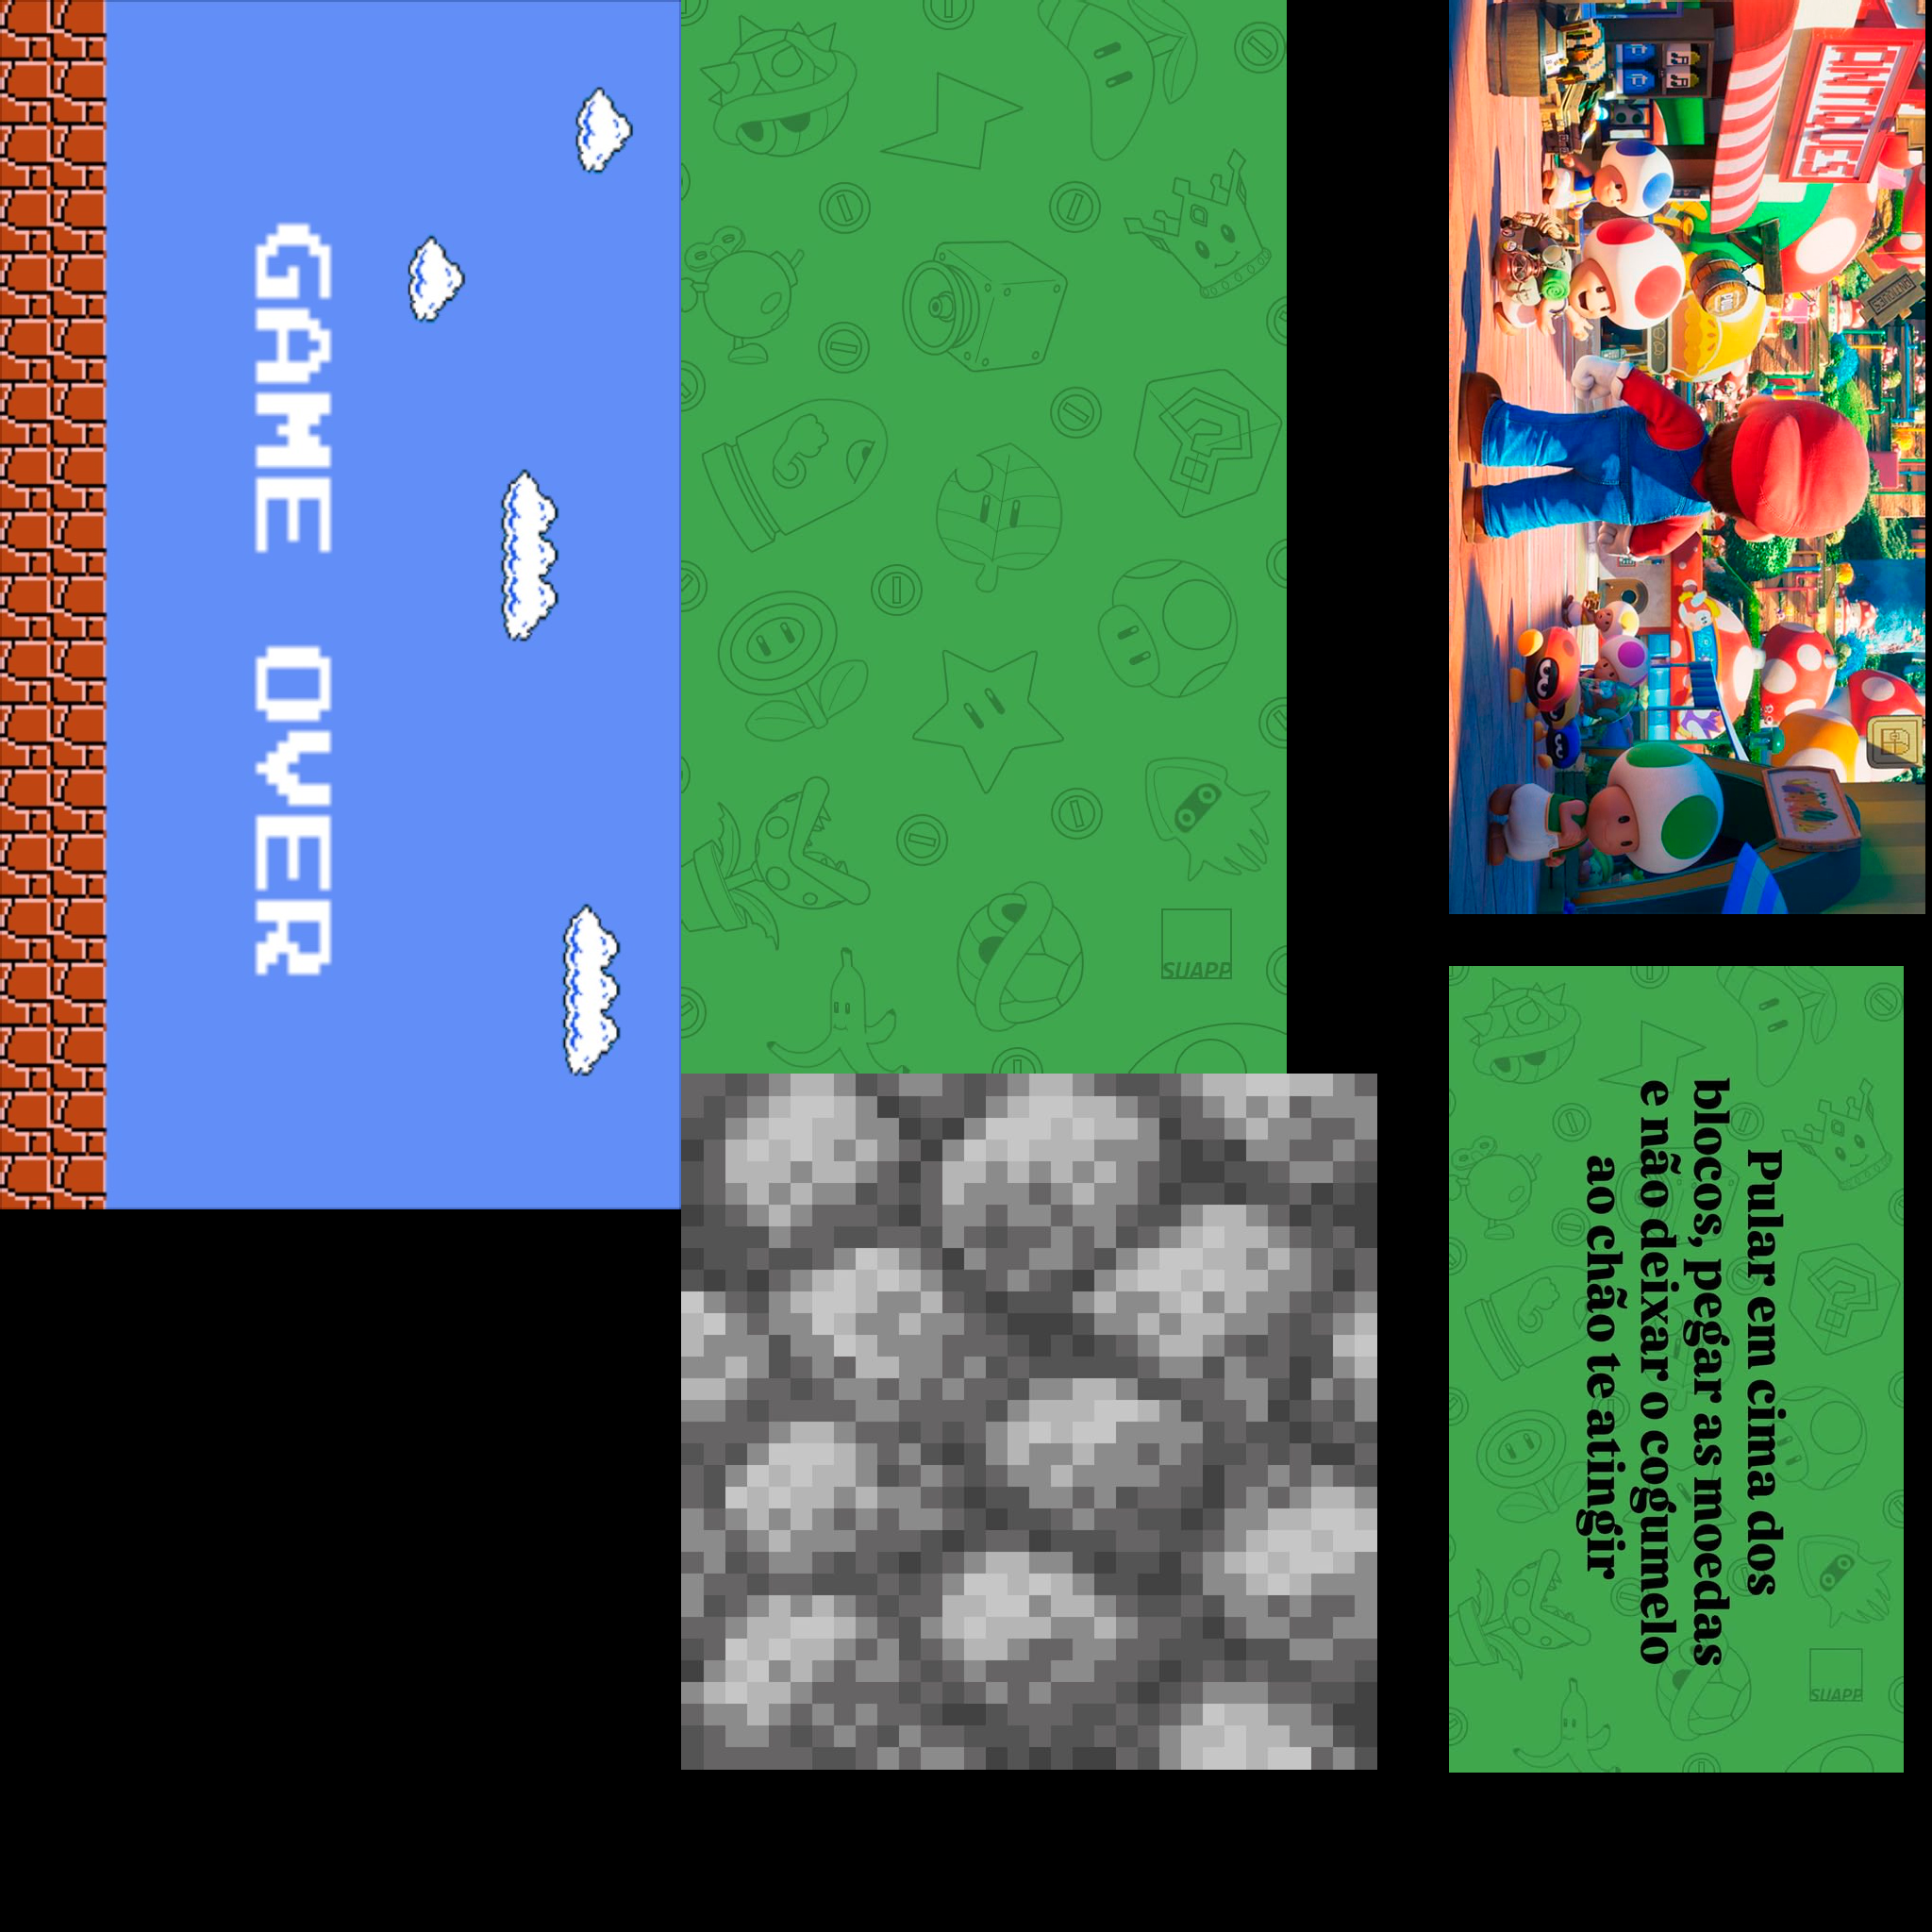 GAME OVER
SUAPP
ANTIQUES
ANTIQUES
Pular em cima dos
blocos, pegar as moedas
e não deixar o cogumelo
ao chão te atingir
SUAPP